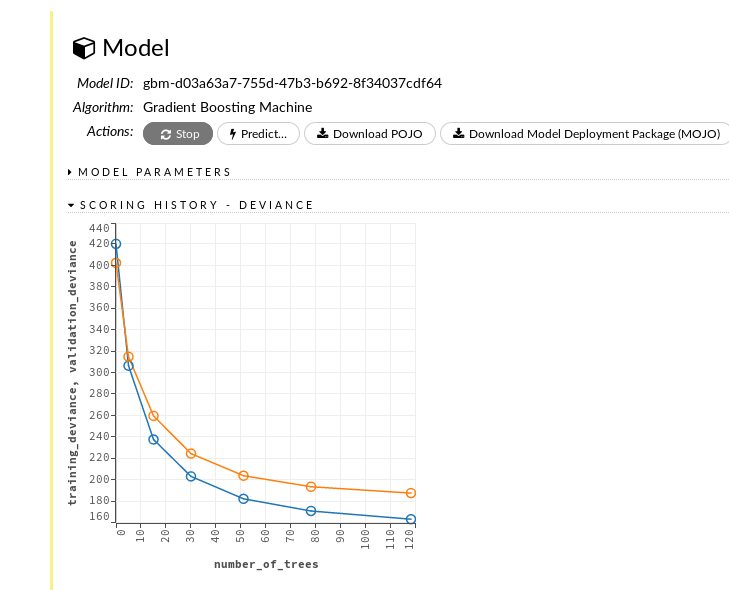 Model
Model ID: gbm-d03a63a7-755d-47b3-b692-8f34037cdf64
Algorithm: Gradient Boosting Machine
Actions: Stop Predict... Download POJO Download Model Deployment Package (MOJO)
MODEL PARAMETERS
SCORING HISTORY - DEVIANCE
training_deviance, validation_deviance
440
420
400
380
360
340
320
300
280
260
240
220
200
180
160
0 10 20 30 40 50 60 70 80 90 100 110 120
number_of_trees